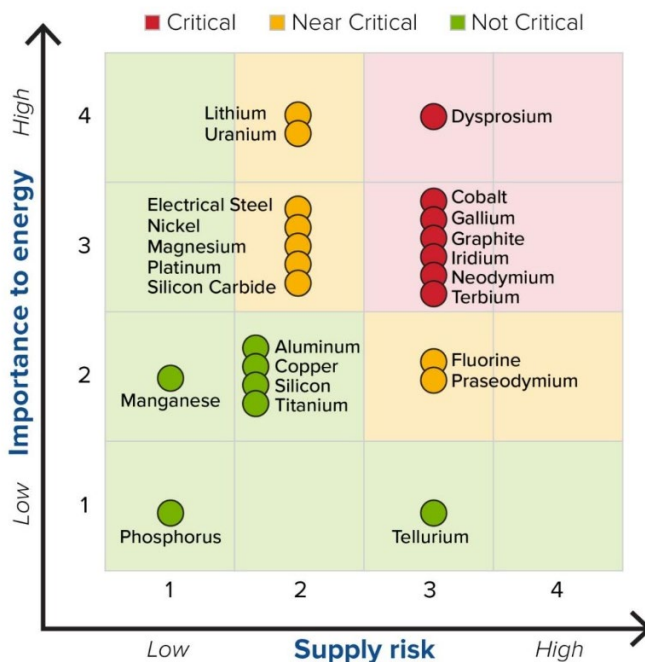 Critical
Near Critical
Not Critical
High
Importance to energy
Low
4
3
2
1
Lithium
Uranium
Dysprosium
Electrical Steel
Nickel
Magnesium
Platinum
Silicon Carbide
Cobalt
Gallium
Graphite
Iridium
Neodymium
Terbium
Manganese
Aluminum
Copper
Silicon
Titanium
Fluorine
Praseodymium
Phosphorus
Tellurium
1
2
3
4
Low
Supply risk
High